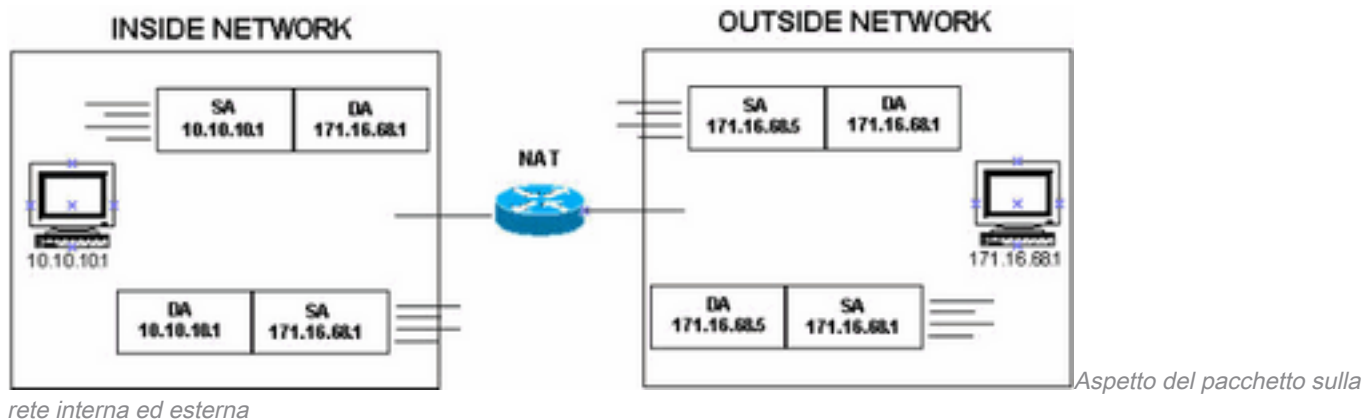 INSIDE NETWORK
OUTSIDE NETWORK
SA
10.10.10.1
DA
171.16.68.1
SA
171.16.68.5
DA
171.16.68.1
NAT
10.10.10.1
171.16.68.1
DA
10.10.10.1
SA
171.16.68.1
DA
171.16.68.5
SA
171.16.68.1
Aspetto del pacchetto sulla
rete interna ed esterna